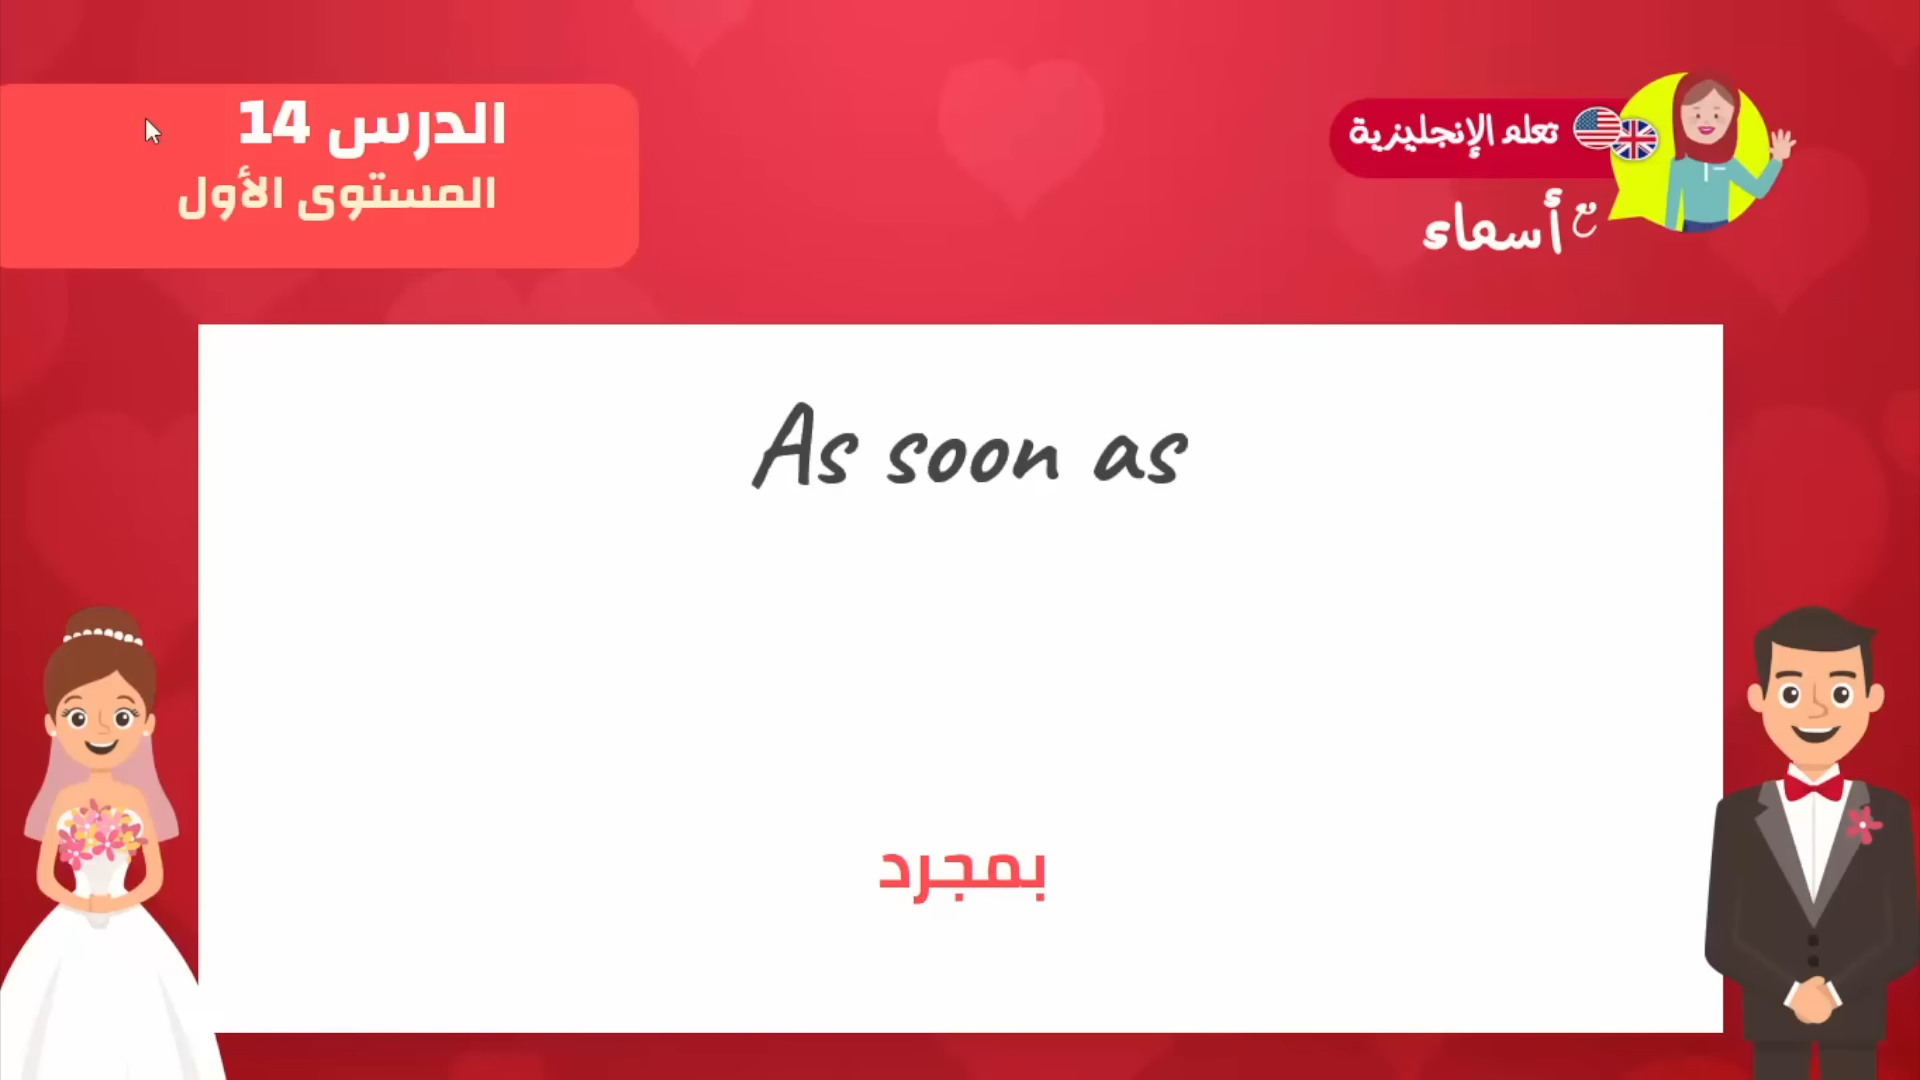 الدرس 14
المستوى الأول
تعلم الإنجليزية
مع أسماء
As soon as
بمجرد